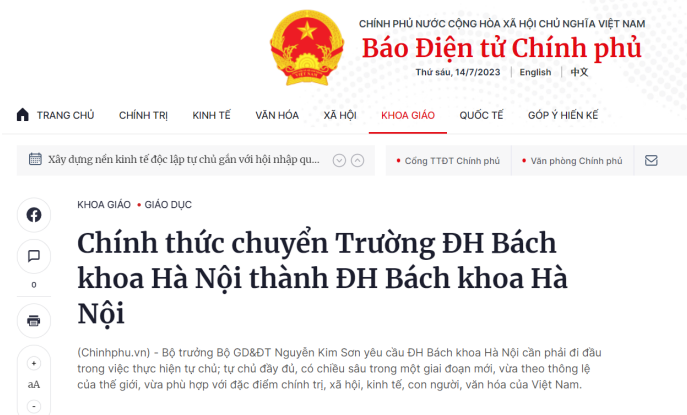 CHÍNH PHỦ NƯỚC CỘNG HÒA XÃ HỘI CHỦ NGHĨA VIỆT NAM
Báo Điện tử Chính phủ
Thứ sáu, 14/7/2023 English 中文
TRANG CHỦ CHÍNH TRỊ KINH TẾ VĂN HÓA XÃ HỘI KHOA GIÁO QUỐC TẾ GÓP Ý HIẾN KẾ
Xây dựng nền kinh tế độc lập tự chủ gắn với hội nhập qu... • Cổng TTĐT Chính phủ • Văn phòng Chính phủ
KHOA GIÁO • GIÁO DỤC
Chính thức chuyển Trường ĐH Bách
khoa Hà Nội thành ĐH Bách khoa Hà
Nội
0
(Chinhphu.vn) - Bộ trưởng Bộ GD&ĐT Nguyễn Kim Sơn yêu cầu ĐH Bách khoa Hà Nội cần phải đi đầu
trong việc thực hiện tự chủ; tự chủ đầy đủ, có chiều sâu trong một giai đoạn mới, vừa theo thông lệ
của thế giới, vừa phù hợp với đặc điểm chính trị, xã hội, kinh tế, con người, văn hóa của Việt Nam.
+
aA
-